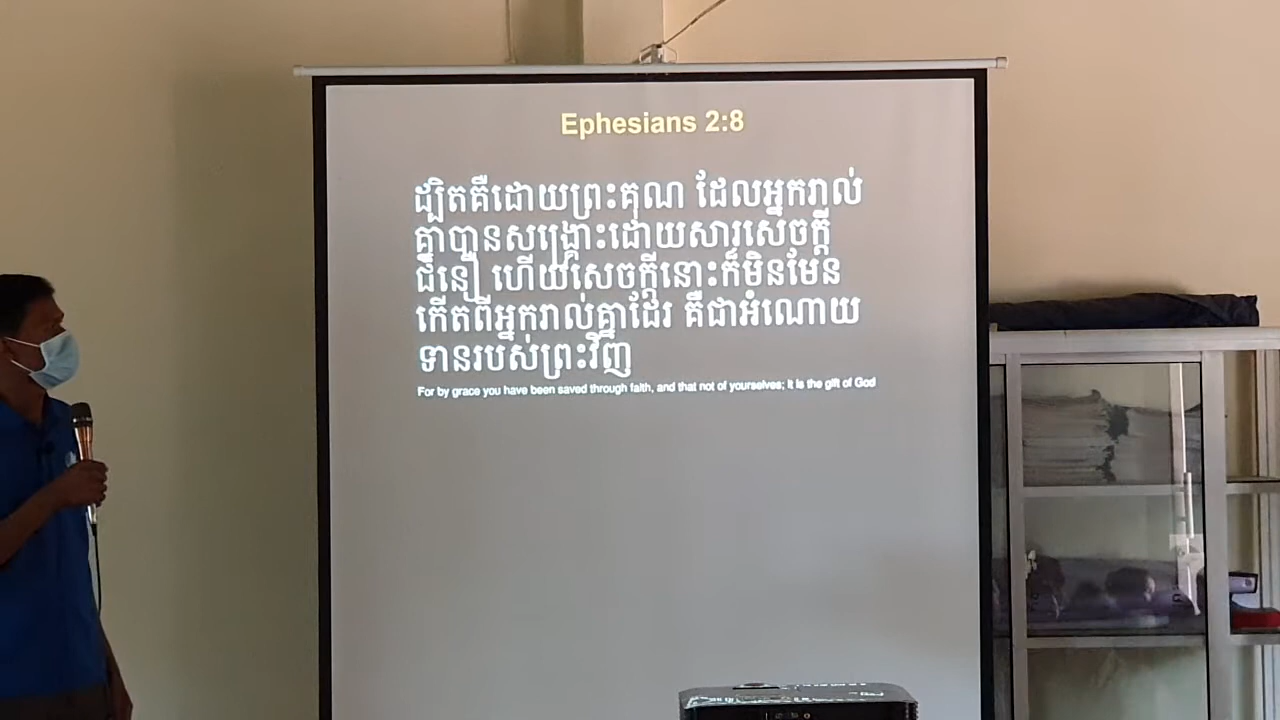 Ephesians 2:8
ដ្បិតគឺដោយព្រះគុណ ដែលអ្នករាល់
គ្នាបានសង្គ្រោះដោយសារសេចក្ដី
ជំនឿ ហើយសេចក្ដីនោះក៏មិនមែន
កើតពីអ្នករាល់គ្នាដែរ គឺជាអំណោយ
ទានរបស់ព្រះវិញ
For by grace you have been saved through faith, and that not of yourselves; it is the gift of God